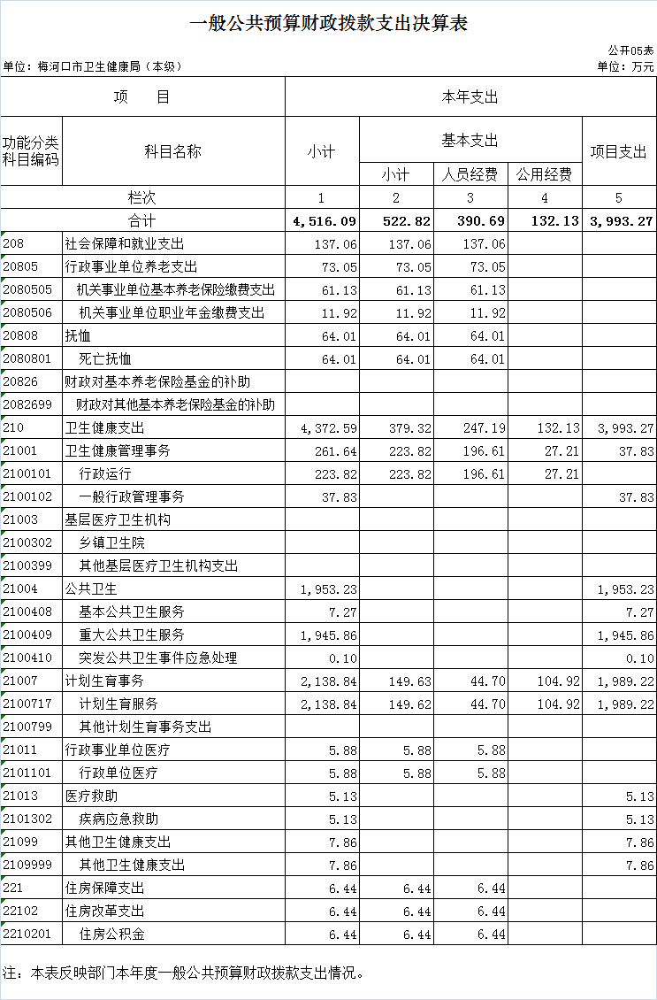 一般公共预算财政拨款支出决算表
公开05表
单位：梅河口市卫生健康局（本级） 单位：万元
项 目 本年支出
功能分类科目编码 科目名称 小计 基本支出 项目支出
小计 人员经费 公用经费
栏次 1 2 3 4 5
合计 4,516.09 522.82 390.69 132.13 3,993.27
208 社会保障和就业支出 137.06 137.06 137.06
20805 行政事业单位养老支出 73.05 73.05 73.05
2080505 机关事业单位基本养老保险缴费支出 61.13 61.13 61.13
2080506 机关事业单位职业年金缴费支出 11.92 11.92 11.92
20808 抚恤 64.01 64.01 64.01
2080801 死亡抚恤 64.01 64.01 64.01
20826 财政对基本养老保险基金的补助
2082699 财政对其他基本养老保险基金的补助
210 卫生健康支出 4,372.59 379.32 247.19 132.13 3,993.27
21001 卫生健康管理事务 261.64 223.82 196.61 27.21 37.83
2100101 行政运行 223.82 223.82 196.61 27.21
2100102 一般行政管理事务 37.83 37.83
21003 基层医疗卫生机构
2100302 乡镇卫生院
2100399 其他基层医疗卫生机构支出
21004 公共卫生 1,953.23 1,953.23
2100408 基本公共卫生服务 7.27 7.27
2100409 重大公共卫生服务 1,945.86 1,945.86
2100410 突发公共卫生事件应急处理 0.10 0.10
21007 计划生育事务 2,138.84 149.63 44.70 104.92 1,989.22
2100717 计划生育服务 2,138.84 149.62 44.70 104.92 1,989.22
2100799 其他计划生育事务支出
21011 行政事业单位医疗 5.88 5.88 5.88
2101101 行政单位医疗 5.88 5.88 5.88
21013 医疗救助 5.13 5.13
2101302 疾病应急救助 5.13 5.13
21099 其他卫生健康支出 7.86 7.86
2109999 其他卫生健康支出 7.86 7.86
221 住房保障支出 6.44 6.44 6.44
22102 住房改革支出 6.44 6.44 6.44
2210201 住房公积金 6.44 6.44 6.44
注：本表反映部门本年度一般公共预算财政拨款支出情况。